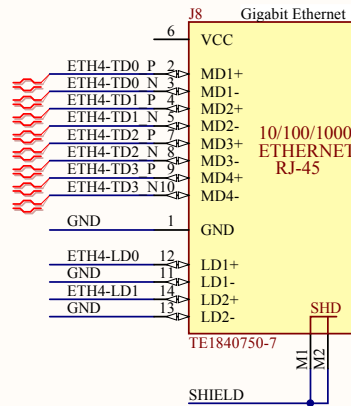 J8 Gigabit Ethernet
6 VCC
ETH4-TD0_P 2 MD1+
ETH4-TD0_N 3 MD1-
ETH4-TD1_P 4 MD2+
ETH4-TD1_N 5 MD2-
ETH4-TD2_P 7 MD3+
ETH4-TD2_N 8 MD3-
ETH4-TD3_P 9 MD4+
ETH4-TD3_N 10 MD4-
10/100/1000
ETHERNET
RJ-45
GND 1 GND
ETH4-LD0 12 LD1+
GND 11 LD1-
ETH4-LD1 14 LD2+
GND 13 LD2-
SHD
TE1840750-7
M1
M2
SHIELD